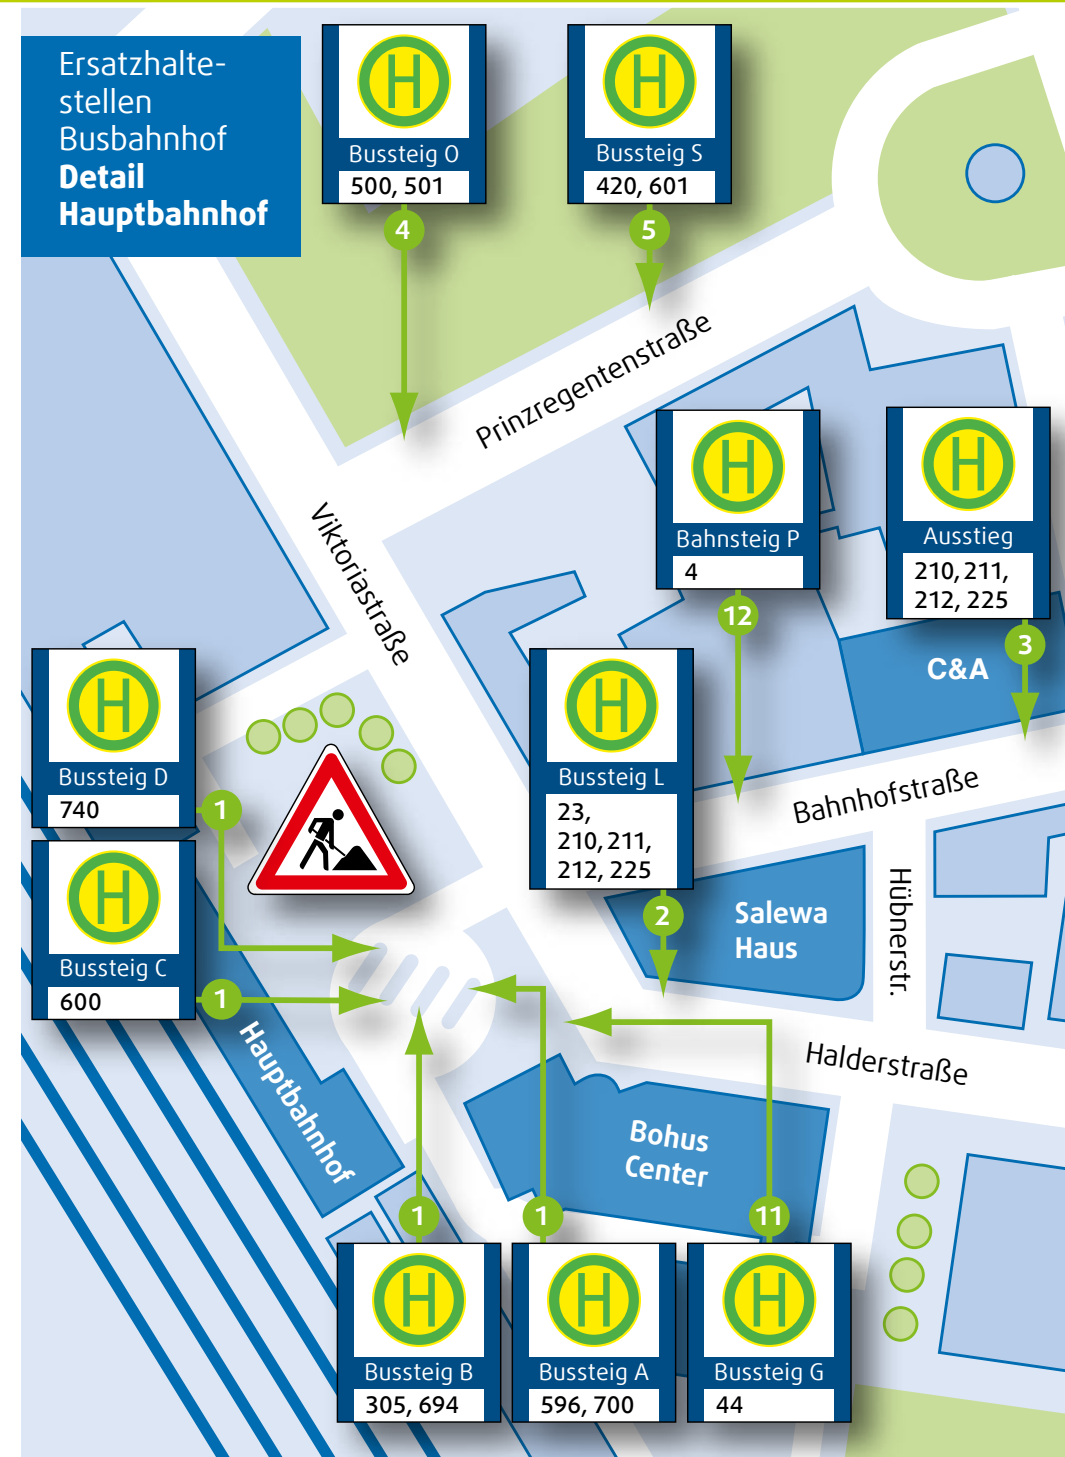 Ersatzhalte-
stellen
Busbahnhof
Detail
Hauptbahnhof
H
Bussteig O
500, 501
4
H
Bussteig S
420, 601
5
Prinzregentenstraße
Viktoriastraße
H
Bahnsteig P
4
12
H
Ausstieg
210, 211,
212, 225
3
C&A
H
Bussteig D
740
1
H
Bussteig L
23,
210, 211,
212, 225
2
Bahnhofstraße
H
Bussteig C
600
1
Salewa
Haus
Hübnerstr.
Hauptbahnhof
Halderstraße
Bohus
Center
1
H
Bussteig B
305, 694
1
H
Bussteig A
596, 700
11
H
Bussteig G
44